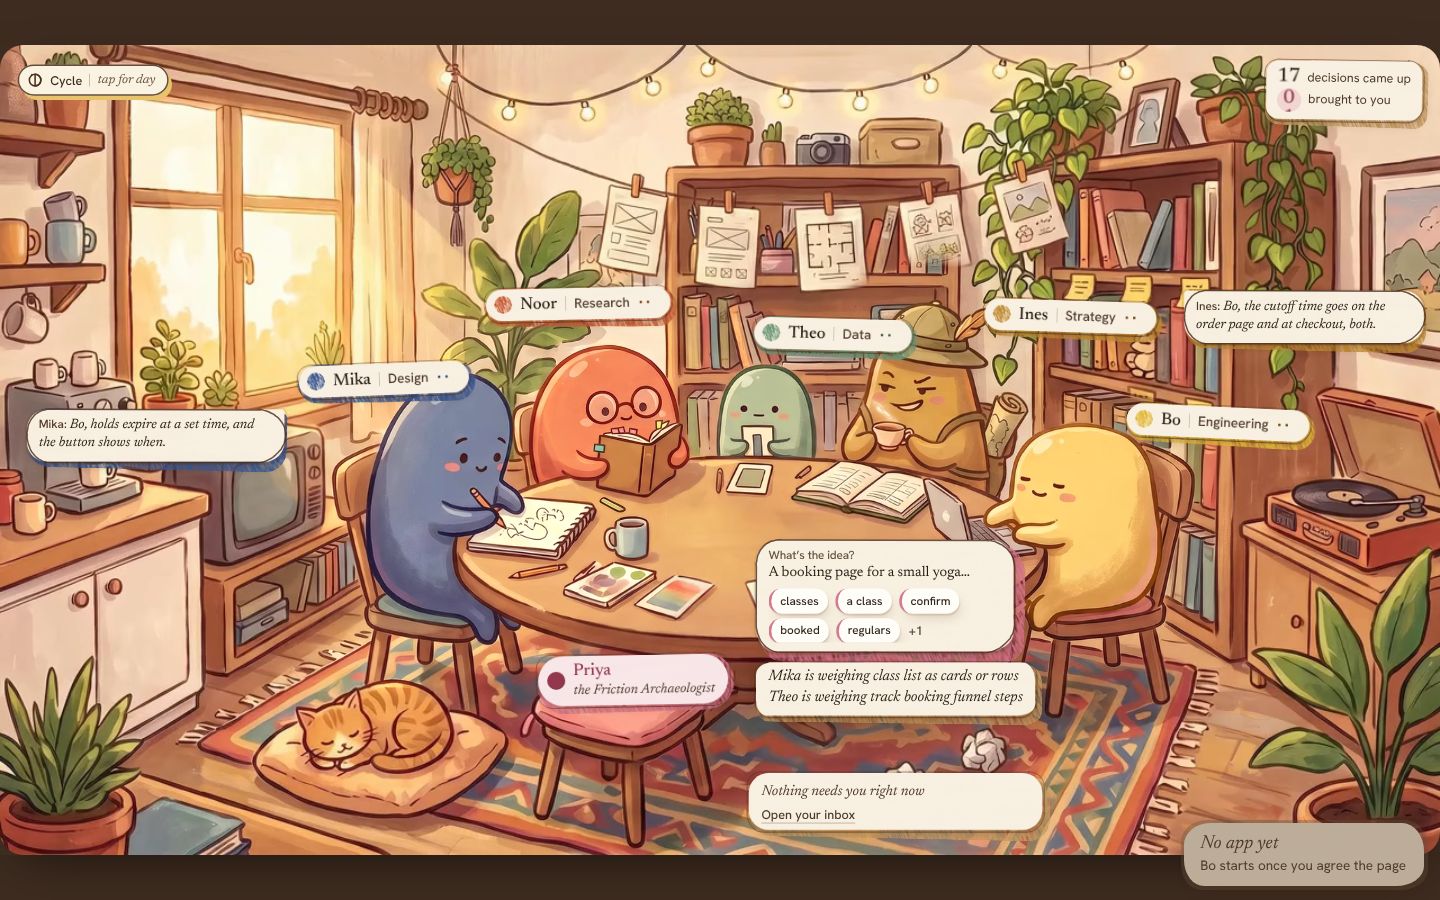 Cycle tap for day
17 decisions came up
0 brought to you
Noor Research
Theo Data
Ines Strategy
Ines: Bo, the cutoff time goes on the
order page and at checkout, both.
Mika Design
Mika: Bo, holds expire at a set time, and
the button shows when.
Bo Engineering
What's the idea?
A booking page for a small yoga...
classes a class confirm
booked regulars +1
Priya
the Friction Archaeologist
Mika is weighing class list as cards or rows
Theo is weighing track booking funnel steps
Nothing needs you right now
Open your inbox
No app yet
Bo starts once you agree the page